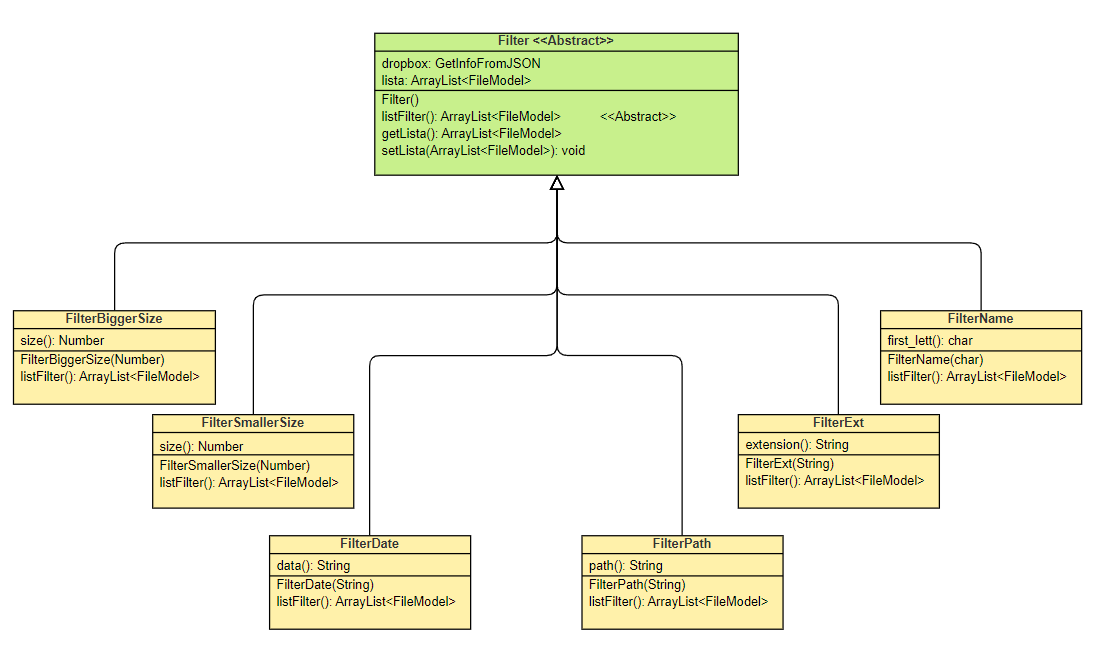 Filter <<Abstract>>
dropbox: GetInfoFromJSON
lista: ArrayList<FileModel>
Filter()
listFilter(): ArrayList<FileModel> <<Abstract>>
getLista(): ArrayList<FileModel>
setLista(ArrayList<FileModel>): void
FilterBiggerSize
size(): Number
FilterBiggerSize(Number)
listFilter(): ArrayList<FileModel>
FilterName
first_lett(): char
FilterName(char)
listFilter(): ArrayList<FileModel>
FilterSmallerSize
size(): Number
FilterSmallerSize(Number)
listFilter(): ArrayList<FileModel>
FilterExt
extension(): String
FilterExt(String)
listFilter(): ArrayList<FileModel>
FilterDate
data(): String
FilterDate(String)
listFilter(): ArrayList<FileModel>
FilterPath
path(): String
FilterPath(String)
listFilter(): ArrayList<FileModel>